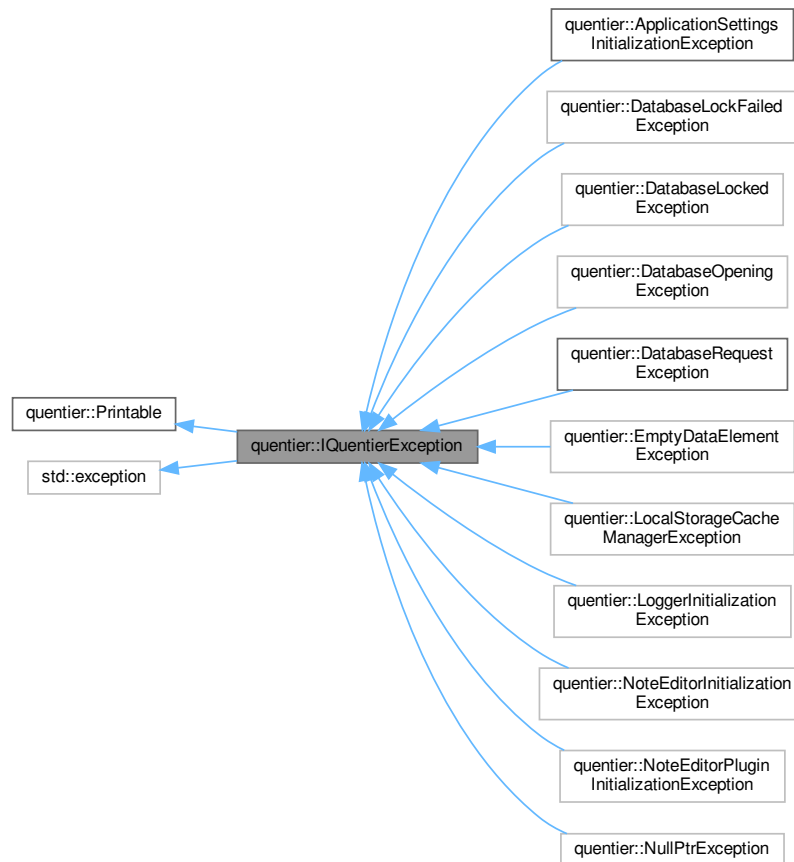 quentier::ApplicationSettings
InitializationException
quentier::DatabaseLockFailed
Exception
quentier::DatabaseLocked
Exception
quentier::DatabaseOpening
Exception
quentier::DatabaseRequest
Exception
quentier::Printable
quentier::IQuentierException
quentier::EmptyDataElement
Exception
std::exception
quentier::LocalStorageCache
ManagerException
quentier::LoggerInitialization
Exception
quentier::NoteEditorInitialization
Exception
quentier::NoteEditorPlugin
InitializationException
quentier::NullPtrException